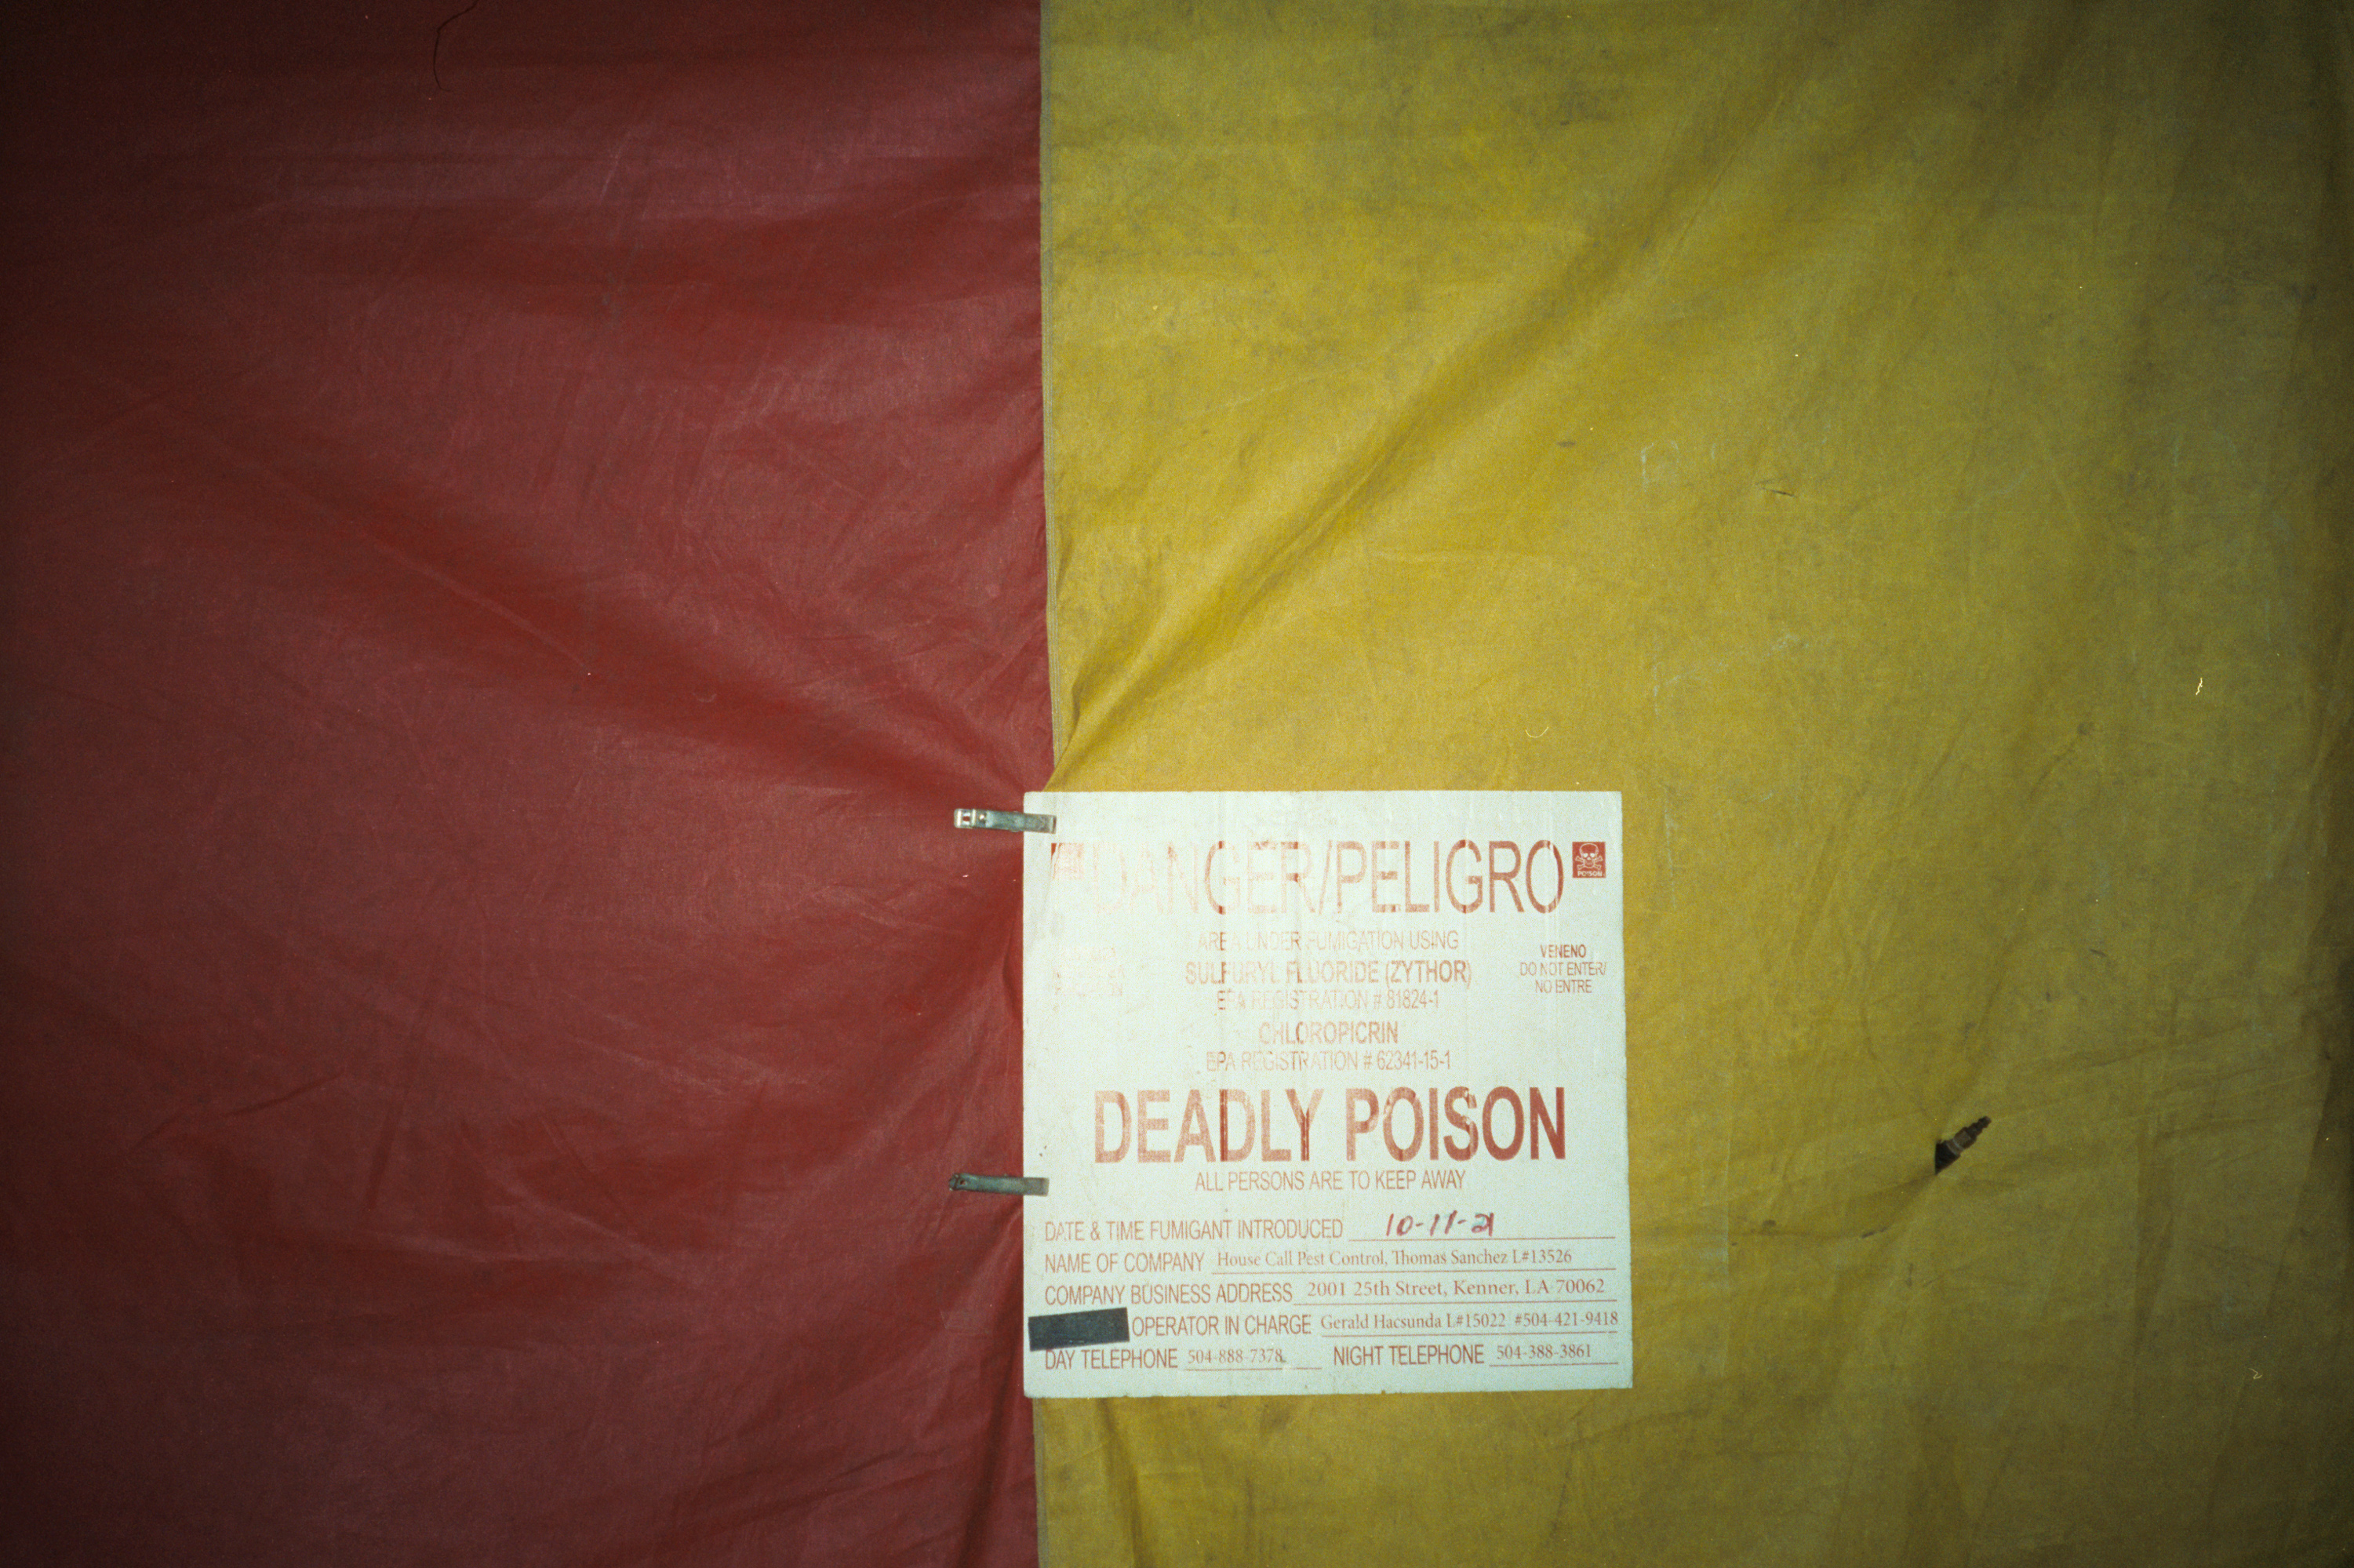 DANGER/PELIGRO
POISON
AREA UNDER FUMIGATION USING
SULFURYL FLUORIDE (ZYTHOR)
EPA REGISTRATION # 81824-1
VENENO
DO NOT ENTER/
NO ENTRE
CHLOROPICRIN
EPA REGISTRATION # 62341-15-1
DEADLY POISON
ALL PERSONS ARE TO KEEP AWAY
DATE & TIME FUMIGANT INTRODUCED 10-11-21
NAME OF COMPANY House Call Pest Control, Thomas Sanchez L#13526
COMPANY BUSINESS ADDRESS 2001 25th Street, Kenner, LA 70062
OPERATOR IN CHARGE Gerald Hacsunda L#15022 #504-421-9418
DAY TELEPHONE 504-888-7378 NIGHT TELEPHONE 504-388-3861